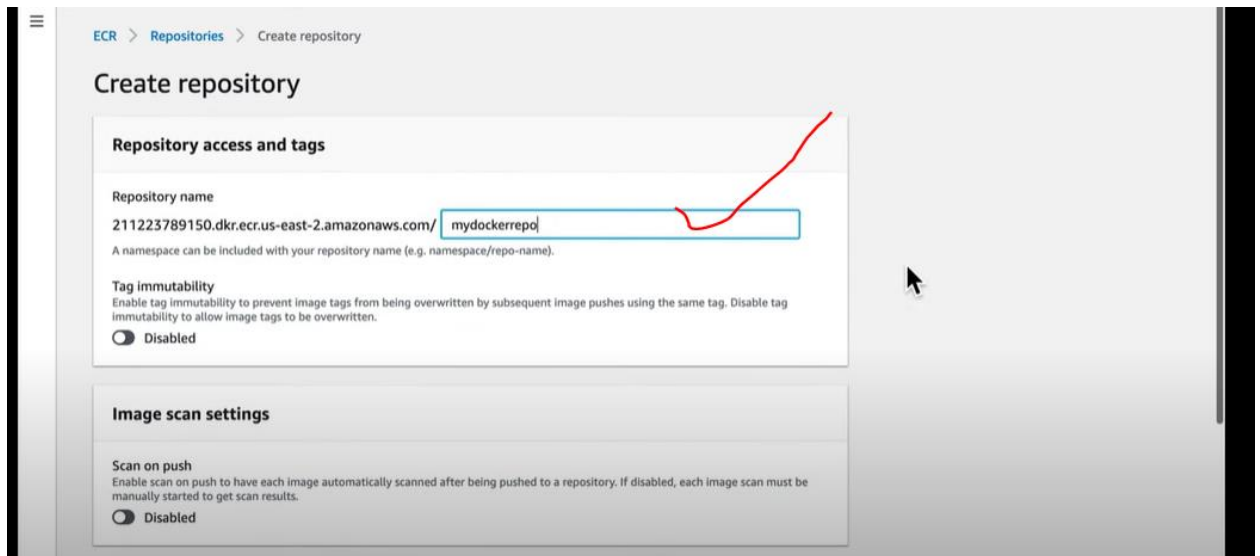 ECR > Repositories > Create repository
Create repository
Repository access and tags
Repository name
211223789150.dkr.ecr.us-east-2.amazonaws.com/ mydockerrepo
A namespace can be included with your repository name (e.g. namespace/repo-name).
Tag immutability
Enable tag immutability to prevent image tags from being overwritten by subsequent image pushes using the same tag. Disable tag
immutability to allow image tags to be overwritten.
Disabled
Image scan settings
Scan on push
Enable scan on push to have each image automatically scanned after being pushed to a repository. If disabled, each image scan must be
manually started to get scan results.
Disabled